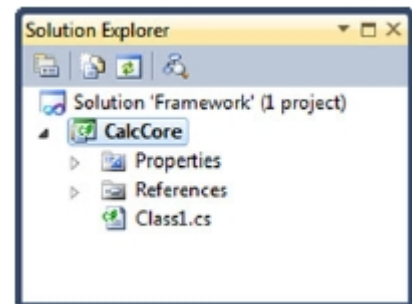 Solution Explorer
Solution 'Framework' (1 project)
CalcCore
Properties
References
Class1.cs